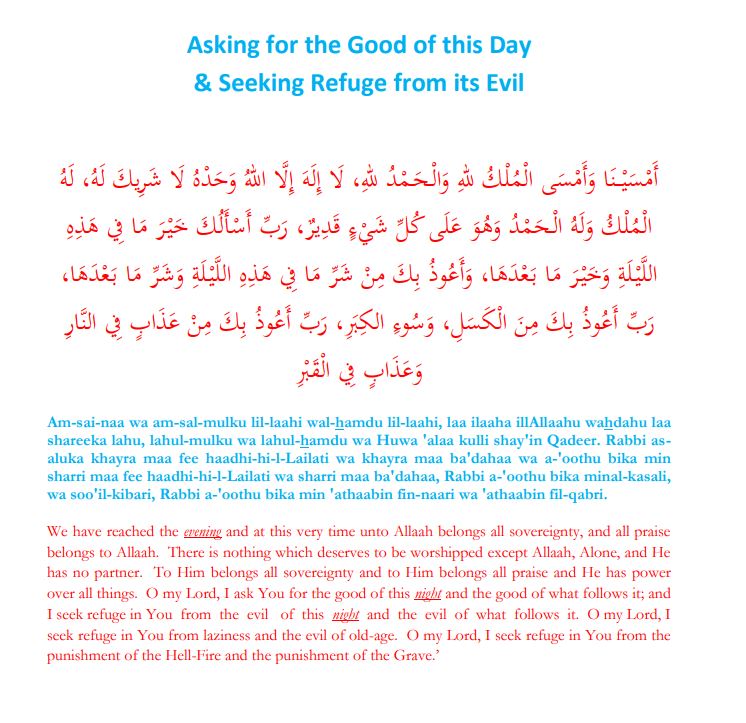 Asking for the Good of this Day
& Seeking Refuge from its Evil
أَمْسَيْنَا وَأَمْسَى الْمُلْكُ للهِ وَالْحَمْدُ للهِ، لَا إِلَهَ إِلَّا اللهُ وَحْدَهُ لَا شَرِيكَ لَهُ، لَهُ
الْمُلْكُ وَلَهُ الْحَمْدُ وَهُوَ عَلَى كُلِّ شَيْءٍ قَدِيرٌ، رَبِّ أَسْأَلُكَ خَيْرَ مَا فِي هَذِهِ
اللَّيْلَةِ وَخَيْرَ مَا بَعْدَهَا، وَأَعُوذُ بِكَ مِنْ شَرِّ مَا فِي هَذِهِ اللَّيْلَةِ وَشَرِّ مَا بَعْدَهَا،
رَبِّ أَعُوذُ بِكَ مِنَ الْكَسَلِ، وَسُوءِ الكِبَرِ، رَبِّ أَعُوذُ بِكَ مِنْ عَذَابٍ فِي النَّارِ
وَعَذَابٍ فِي الْقَبْرِ
Am-sai-naa wa am-sal-mulku lil-laahi wal-hamdu lil-laahi, laa ilaaha illAllaahu wahdahu laa
shareeka lahu, lahul-mulku wa lahul-hamdu wa Huwa 'alaa kulli shay'in Qadeer. Rabbi as-
aluka khayra maa fee haadhi-hi-l-Lailati wa khayra maa ba'dahaa wa a-'oothu bika min
sharri maa fee haadhi-hi-l-Lailati wa sharri maa ba'dahaa, Rabbi a-'oothu bika minal-kasali,
wa soo'il-kibari, Rabbi a-'oothu bika min 'athaabin fin-naari wa 'athaabin fil-qabri.
We have reached the evening and at this very time unto Allaah belongs all sovereignty, and all praise
belongs to Allaah. There is nothing which deserves to be worshipped except Allaah, Alone, and He
has no partner. To Him belongs all sovereignty and to Him belongs all praise and He has power
over all things. O my Lord, I ask You for the good of this night and the good of what follows it; and
I seek refuge in You from the evil of this night and the evil of what follows it. O my Lord, I
seek refuge in You from laziness and the evil of old-age. O my Lord, I seek refuge in You from the
punishment of the Hell-Fire and the punishment of the Grave.’